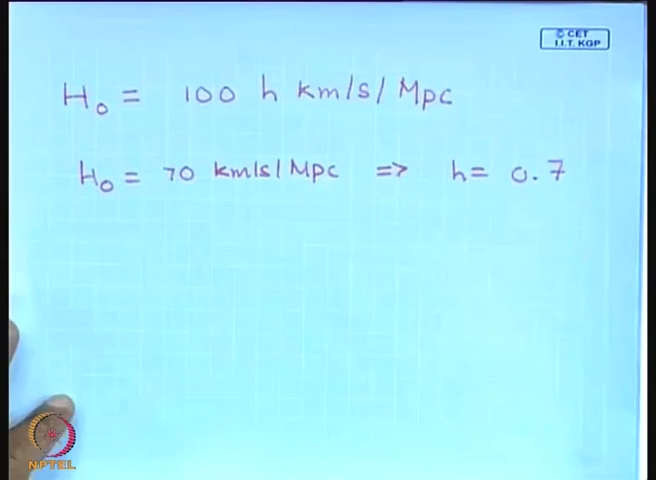 © CET
I.I.T. KGP
H₀ = 100 h km/s/Mpc
H₀ = 70 km/s/Mpc => h = 0.7
NPTEL